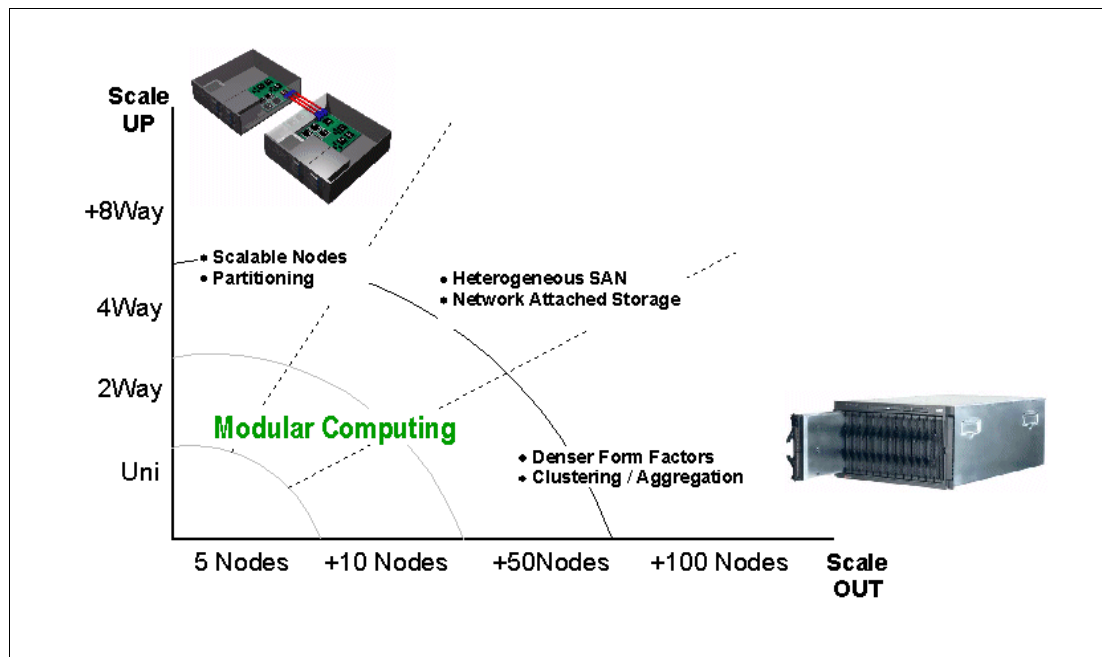 Scale
UP
+8Way
• Scalable Nodes
• Partitioning
• Heterogeneous SAN
• Network Attached Storage
4Way
2Way
Modular Computing
Uni
• Denser Form Factors
• Clustering / Aggregation
5 Nodes
+10 Nodes
+50Nodes
+100 Nodes
Scale
OUT